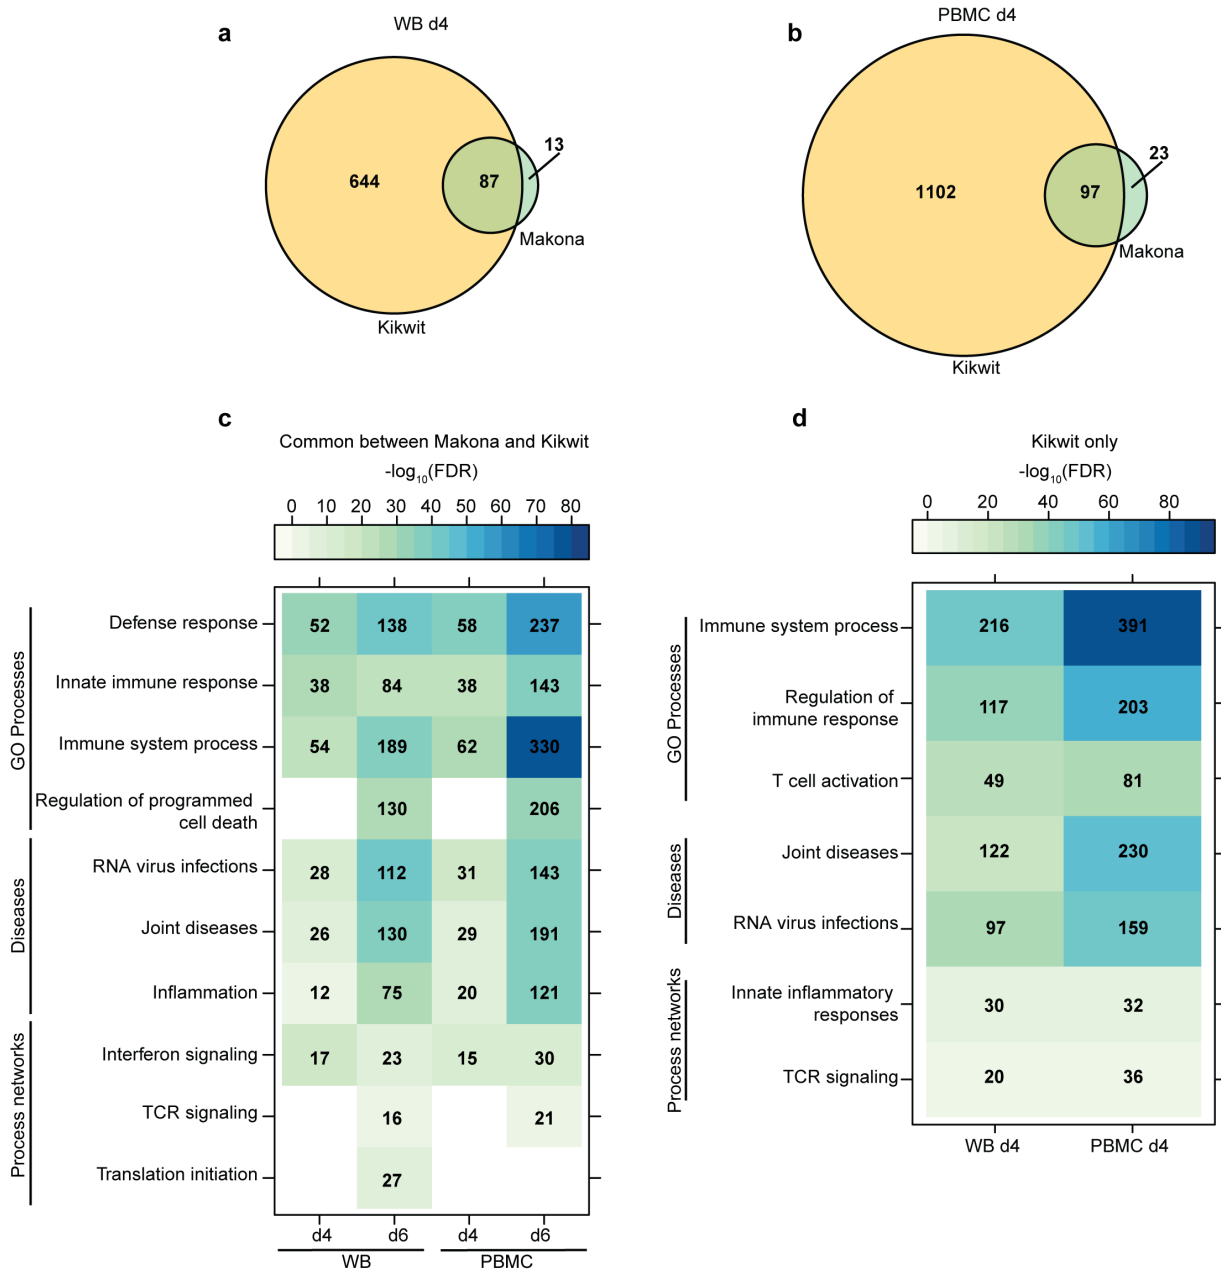 a
WB d4
644
87
13
Makona
Kikwit
b
PBMC d4
1102
97
23
Makona
Kikwit
c
Common between Makona and Kikwit
-log10(FDR)
0 10 20 30 40 50 60 70 80
GO Processes
Defense response 52 138 58 237
Innate immune response 38 84 38 143
Immune system process 54 189 62 330
Regulation of programmed
cell death 130 206
Diseases
RNA virus infections 28 112 31 143
Joint diseases 26 130 29 191
Inflammation 12 75 20 121
Process networks
Interferon signaling 17 23 15 30
TCR signaling 16 21
Translation initiation 27
d4 d6 d4 d6
WB PBMC
d
Kikwit only
-log10(FDR)
0 20 40 60 80
GO Processes
Immune system process 216 391
Regulation of
immune response 117 203
T cell activation 49 81
Diseases
Joint diseases 122 230
RNA virus infections 97 159
Process networks
Innate inflammatory
responses 30 32
TCR signaling 20 36
WB d4 PBMC d4